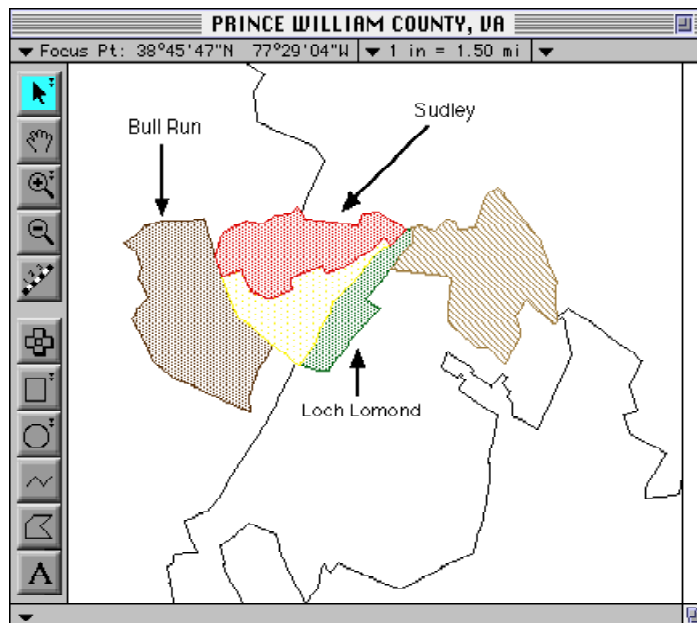 PRINCE WILLIAM COUNTY, VA
Focus Pt: 38°45'47"N 77°29'04"W 1 in = 1.50 mi
Sudley
Bull Run
Loch Lomond
A